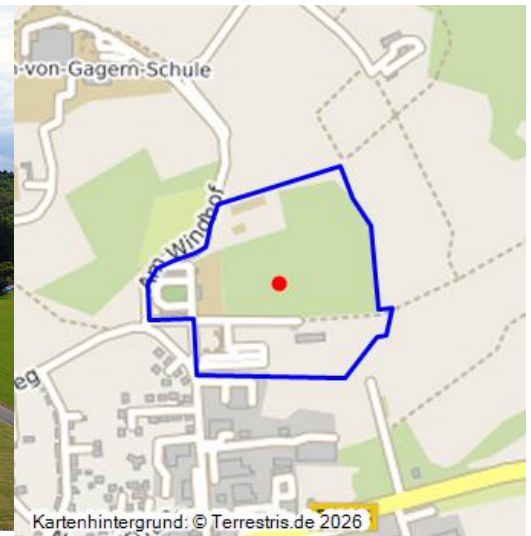 n-von-Gagern-Schule
Am Windhof
eg
Kartenhintergrund: © Terrestris.de 2026